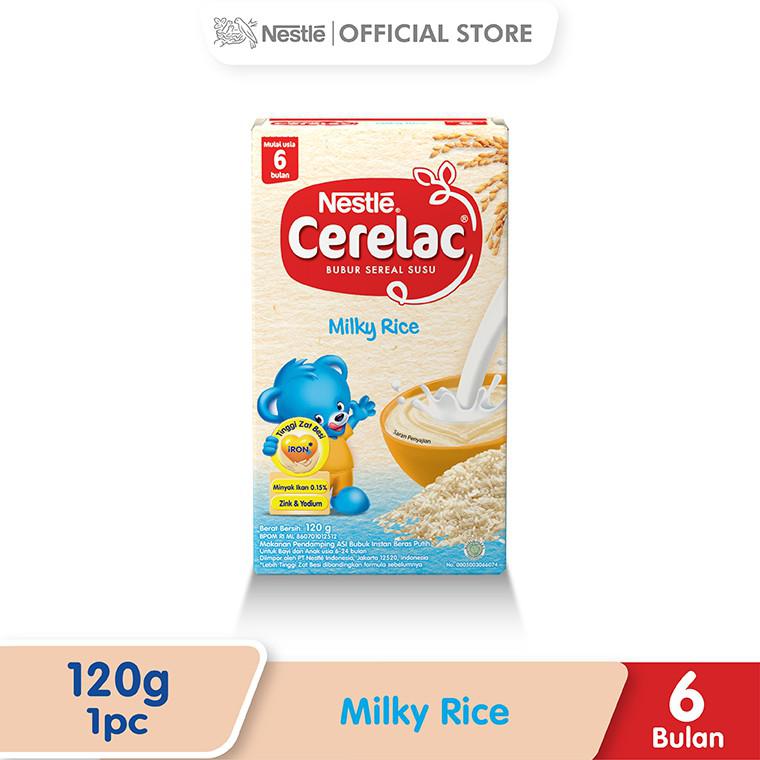 Nestlé | OFFICIAL STORE
Mulai usia
6
bulan
Nestlé®
Cerelac®
BUBUR SEREAL SUSU
Milky Rice
Saran Penyajian
Tinggi Zat Besi
iRON*
Minyak Ikan 0.15%
Zink & Yodium
Berat Bersih: 120 g
BPOM RI ML 860701012512
Makanan Pendamping ASI Bubuk Instan Beras Putih
Untuk Bayi dan Anak usia 6-24 bulan
Diimpor oleh PT Nestlé Indonesia, Jakarta 12520, Indonesia
*Lebih Tinggi Zat Besi dibandingkan formula sebelumnya
No. 0005003066074
120g
1pc
Milky Rice
6
Bulan